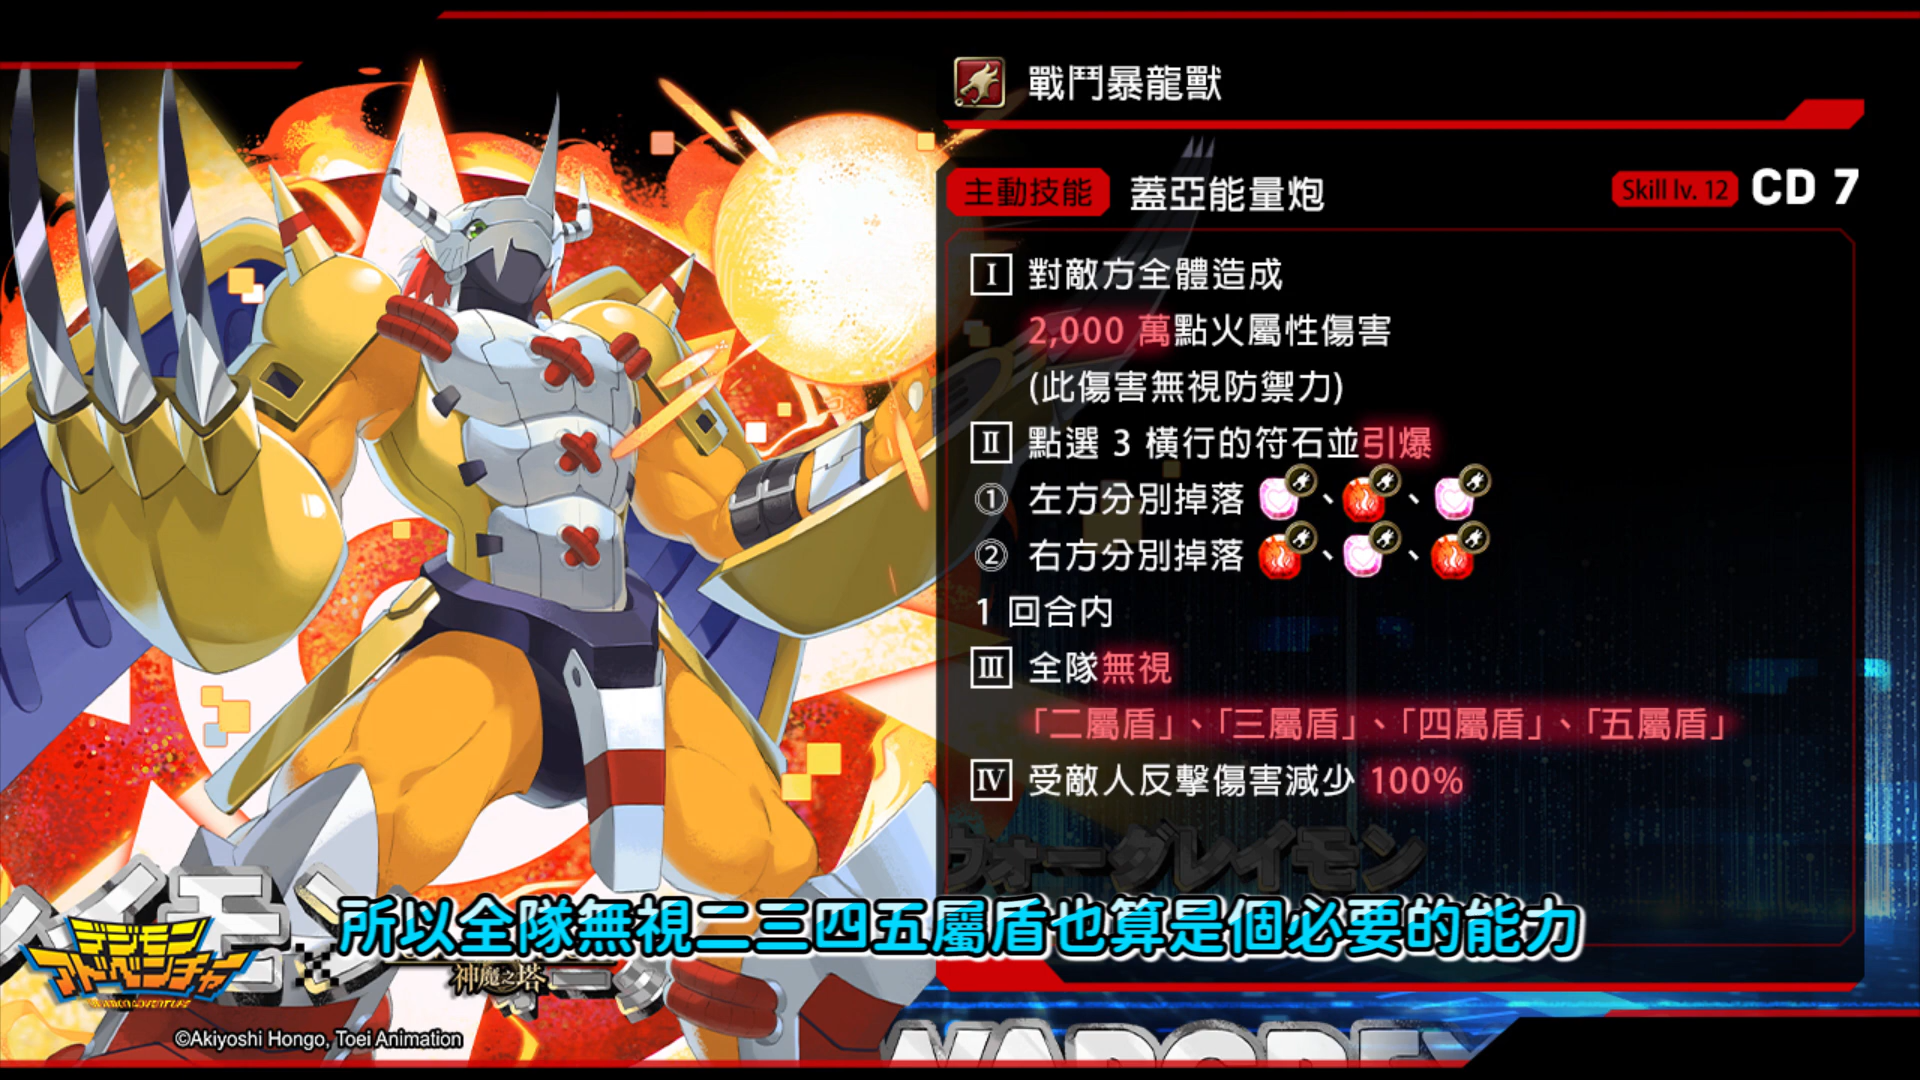 戰鬥暴龍獸
主動技能 蓋亞能量炮 Skill lv. 12 CD 7
I 對敵方全體造成
2,000 萬點火屬性傷害
(此傷害無視防禦力)
II 點選 3 橫行的符石並引爆
① 左方分別掉落 、 、
② 右方分別掉落 、 、
1 回合內
III 全隊無視
「二屬盾」、「三屬盾」、「四屬盾」、「五屬盾」
IV 受敵人反擊傷害減少 100%
ウォーグレイモン
イモン
所以全隊無視二三四五屬盾也算是個必要的能力
デジモン
アドベンチャー
神魔之塔
©Akiyoshi Hongo, Toei Animation
WARGREY